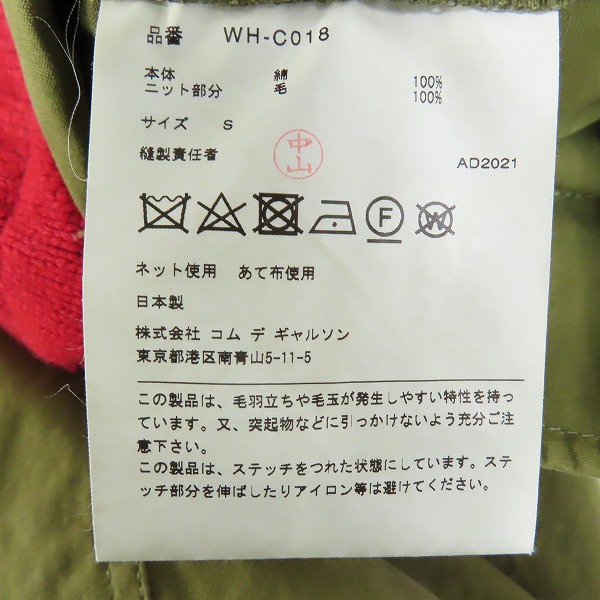 品番 WH-C018
本体 綿 100%
ニット部分 毛 100%
サイズ S
縫製責任者 中山 AD2021
F W
ネット使用 あて布使用
日本製
株式会社 コム デ ギャルソン
東京都港区南青山5-11-5
この製品は、毛羽立ちや毛玉が発生しやすい特性を持っ
ています。又、突起物などに引っかけないよう充分ご注
意下さい。
この製品は、ステッチをつれた状態にしています。ステ
ッチ部分を伸ばしたりアイロン等は避けてください。